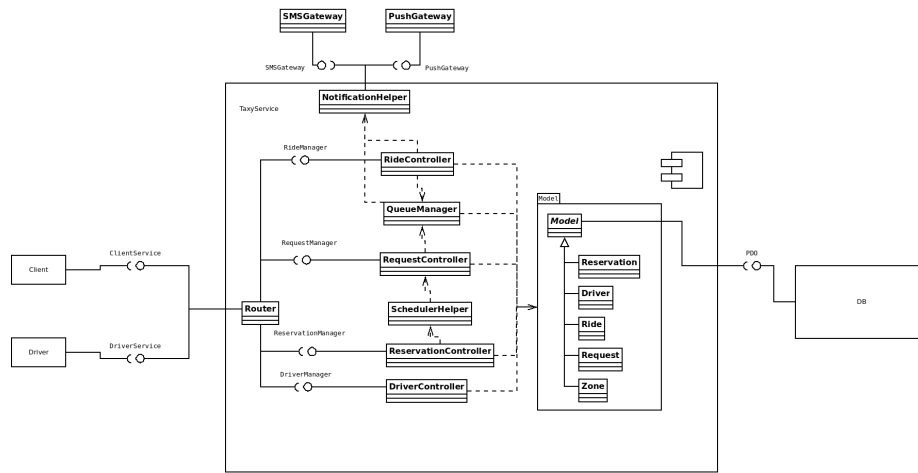 SMSGateway
PushGateway
SMSGateway
PushGateway
NotificationHelper
TaxyService
RideManager
RideController
Model
QueueManager
Model
RequestManager
ClientService
PDO
RequestController
Reservation
Client
Driver
DB
Router
SchedulerHelper
Ride
ReservationManager
DriverService
Driver
ReservationController
Request
DriverManager
DriverController
Zone